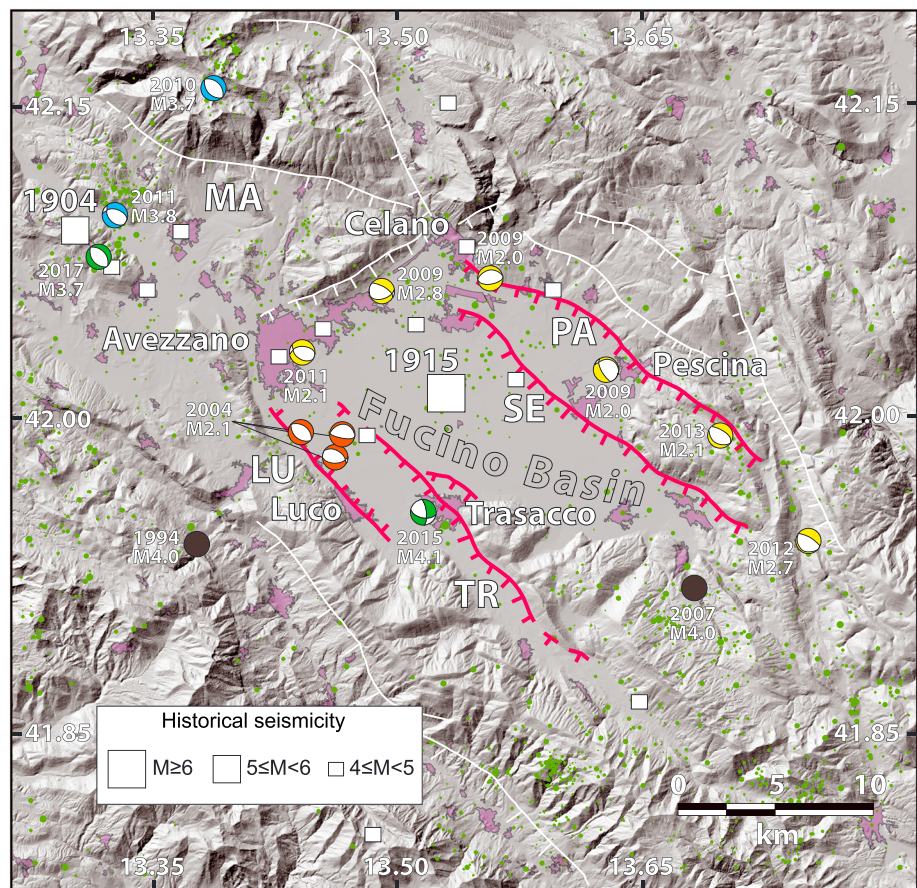 13.35
13.50
13.65
42.15
42.15
2010
M3.7
1904
2011
M3.8
MA
2017
M3.7
Celano
2009
M2.0
2009
M2.8
PA
Avezzano
2011
M2.1
1915
SE
Pescina
2009
M2.0
2004
M2.1
42.00
42.00
Fucino Basin
2013
M2.1
LU
Luco
Trasacco
2015
M4.1
1994
M4.0
2012
M2.7
TR
2007
M4.0
Historical seismicity
M≥6
5≤M<6
4≤M<5
41.85
41.85
0
5
10
km
13.35
13.50
13.65